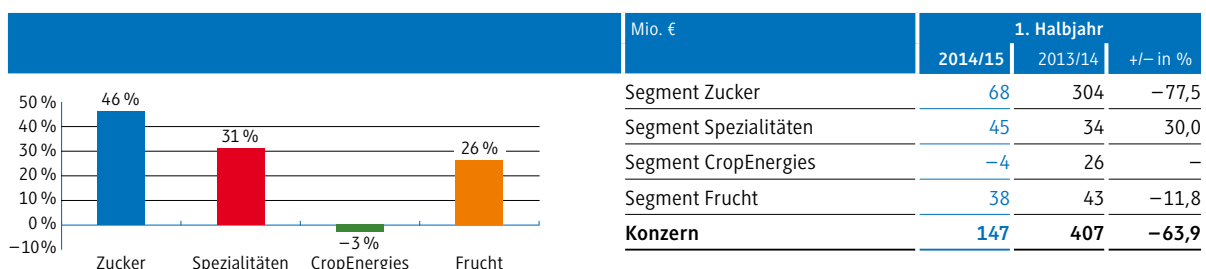 Mio. € 1. Halbjahr
2014/15 2013/14 +/– in %
50 % 46 %
40 %
31 %
30 % 26 %
20 %
10 %
0 %
–10% –3 %
Zucker Spezialitäten CropEnergies Frucht
Segment Zucker 68 304 –77,5
Segment Spezialitäten 45 34 30,0
Segment CropEnergies –4 26 –
Segment Frucht 38 43 –11,8
Konzern 147 407 –63,9